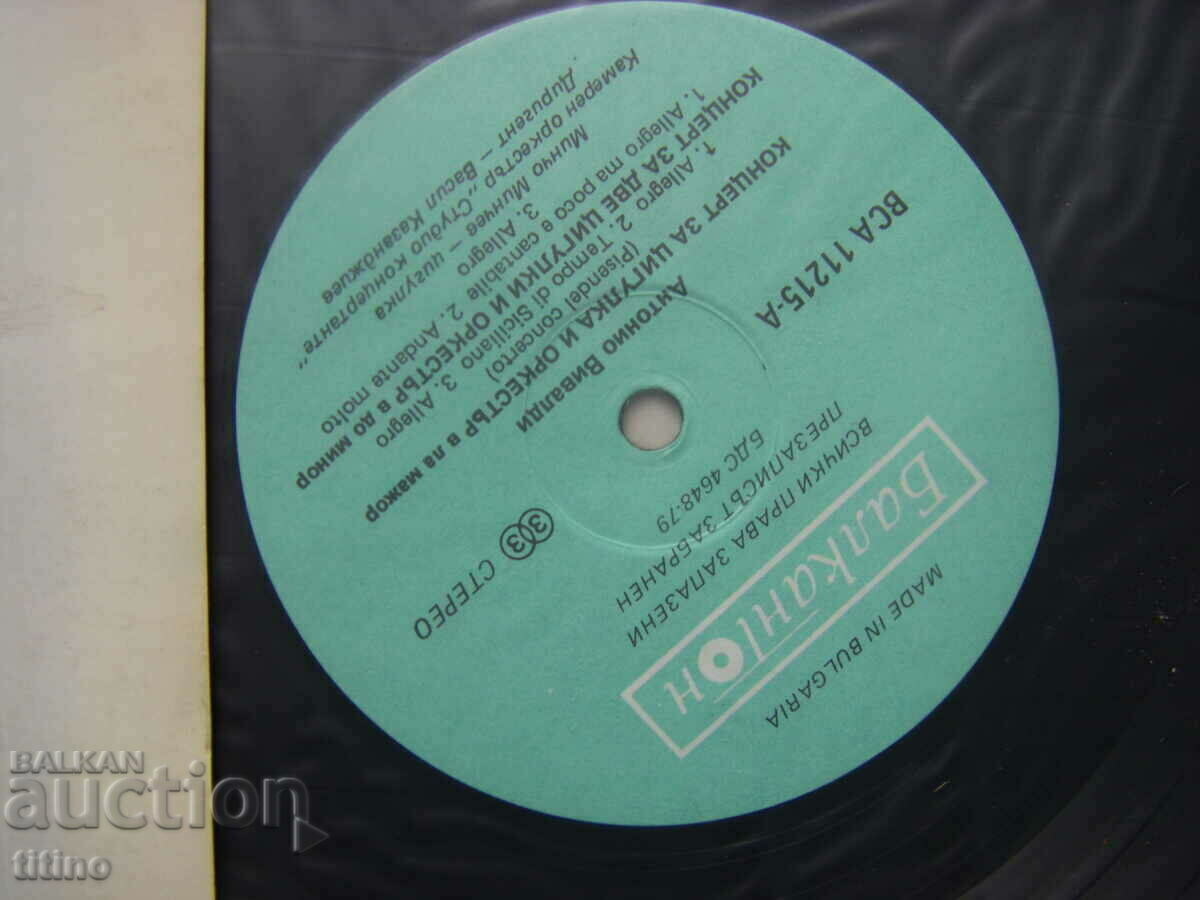 MADE IN BULGARIA
Балкантон
ВСИЧКИ ПРАВА ЗАПАЗЕНИ
ПРЕЗАПИСЪТ ЗАБРАНЕН
БДС 4648-79
ВСА 11215-А
33 СТЕРЕО
Антонио Вивалди
КОНЦЕРТ ЗА ЦИГУЛКА И ОРКЕСТЪР в ла мажор
(Pisendel concerto)
1. Allegro 2. Tempo di Siciliano 3. Allegro
КОНЦЕРТ ЗА ДВЕ ЦИГУЛКИ И ОРКЕСТЪР в до минор
1. Allegro ma poco e cantabile 2. Andante molto
3. Allegro
Минчо Минчев – цигулка
Камерен оркестър „Студио концертанте"
Диригент – Васил Казанджиев
BALKAN
auction
titino